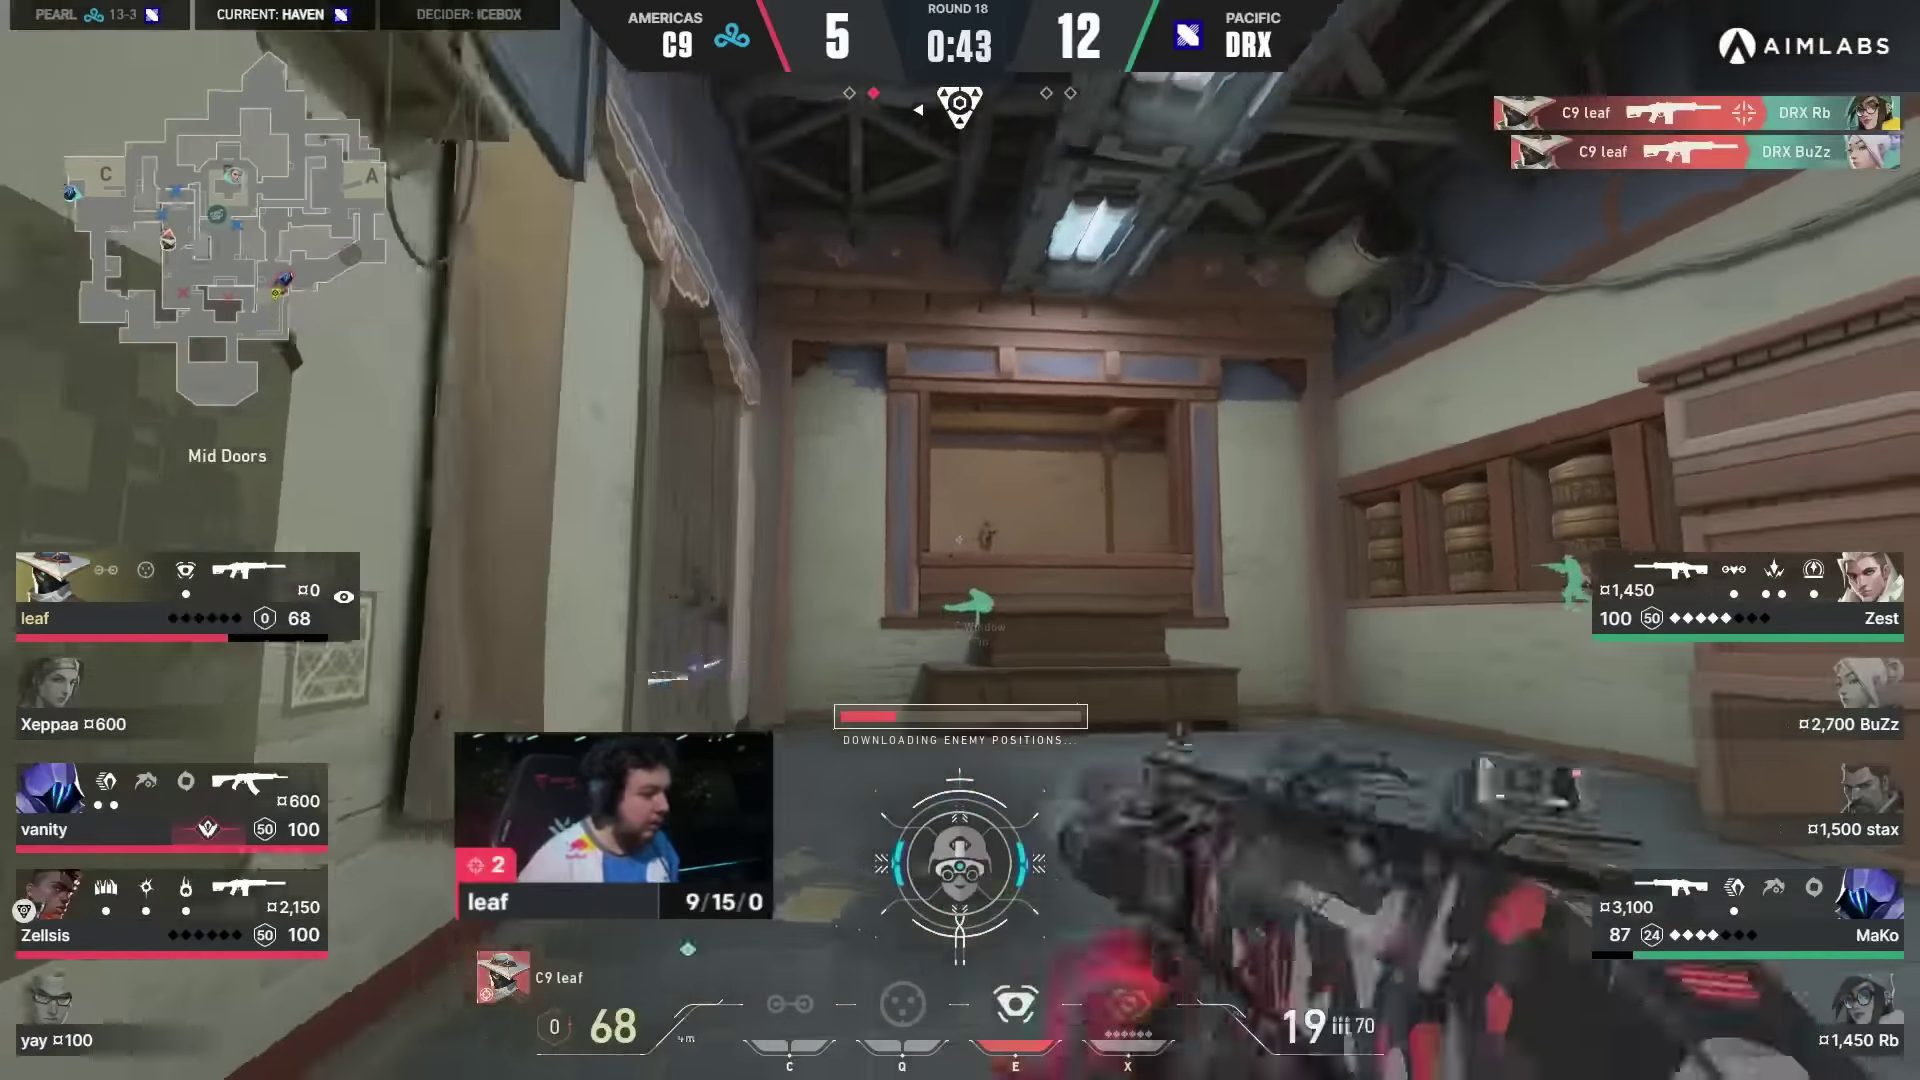 PEARL 13-3
CURRENT: HAVEN
DECIDER: ICEBOX
AMERICAS
C9
5
ROUND 18
0:43
12
PACIFIC
DRX
AIMLABS
C9 leaf DRX Rb
C9 leaf DRX BuZz
C
A
Mid Doors
¤0
leaf 0 68
Xeppaa ¤600
¤600
vanity 50 100
¤2,150
Zellsis 50 100
yay ¤100
¤1,450
100 50 Zest
¤2,700 BuZz
¤1,500 stax
¤3,100
87 24 MaKo
¤1,450 Rb
DOWNLOADING ENEMY POSITIONS...
2
leaf 9/15/0
C9 leaf
0 68
4m
19 70
C Q E X